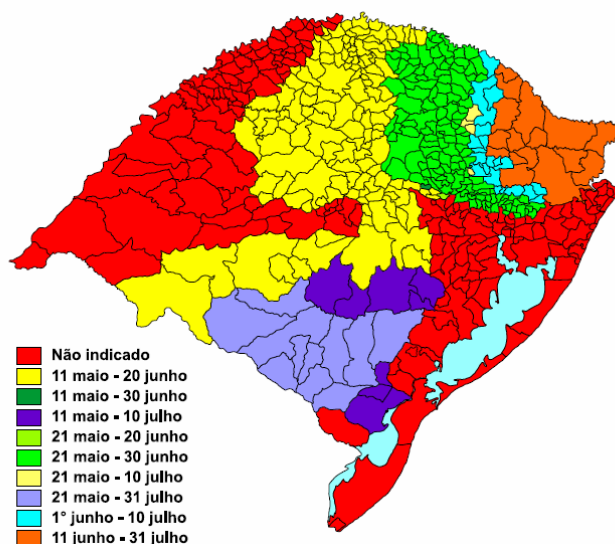 Não indicado
11 maio - 20 junho
11 maio - 30 junho
11 maio - 10 julho
21 maio - 20 junho
21 maio - 30 junho
21 maio - 10 julho
21 maio - 31 julho
1° junho - 10 julho
11 junho - 31 julho